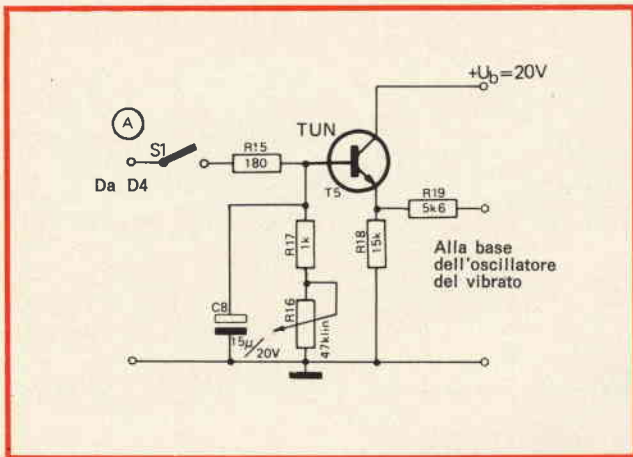 +Ub=20V
A
TUN
S1
R15
180
Da D4
T5
R19
5k6
R17
1k
R18
15k
Alla base
dell'oscillatore
del vibrato
C8
15µ/20V
R16
47klin